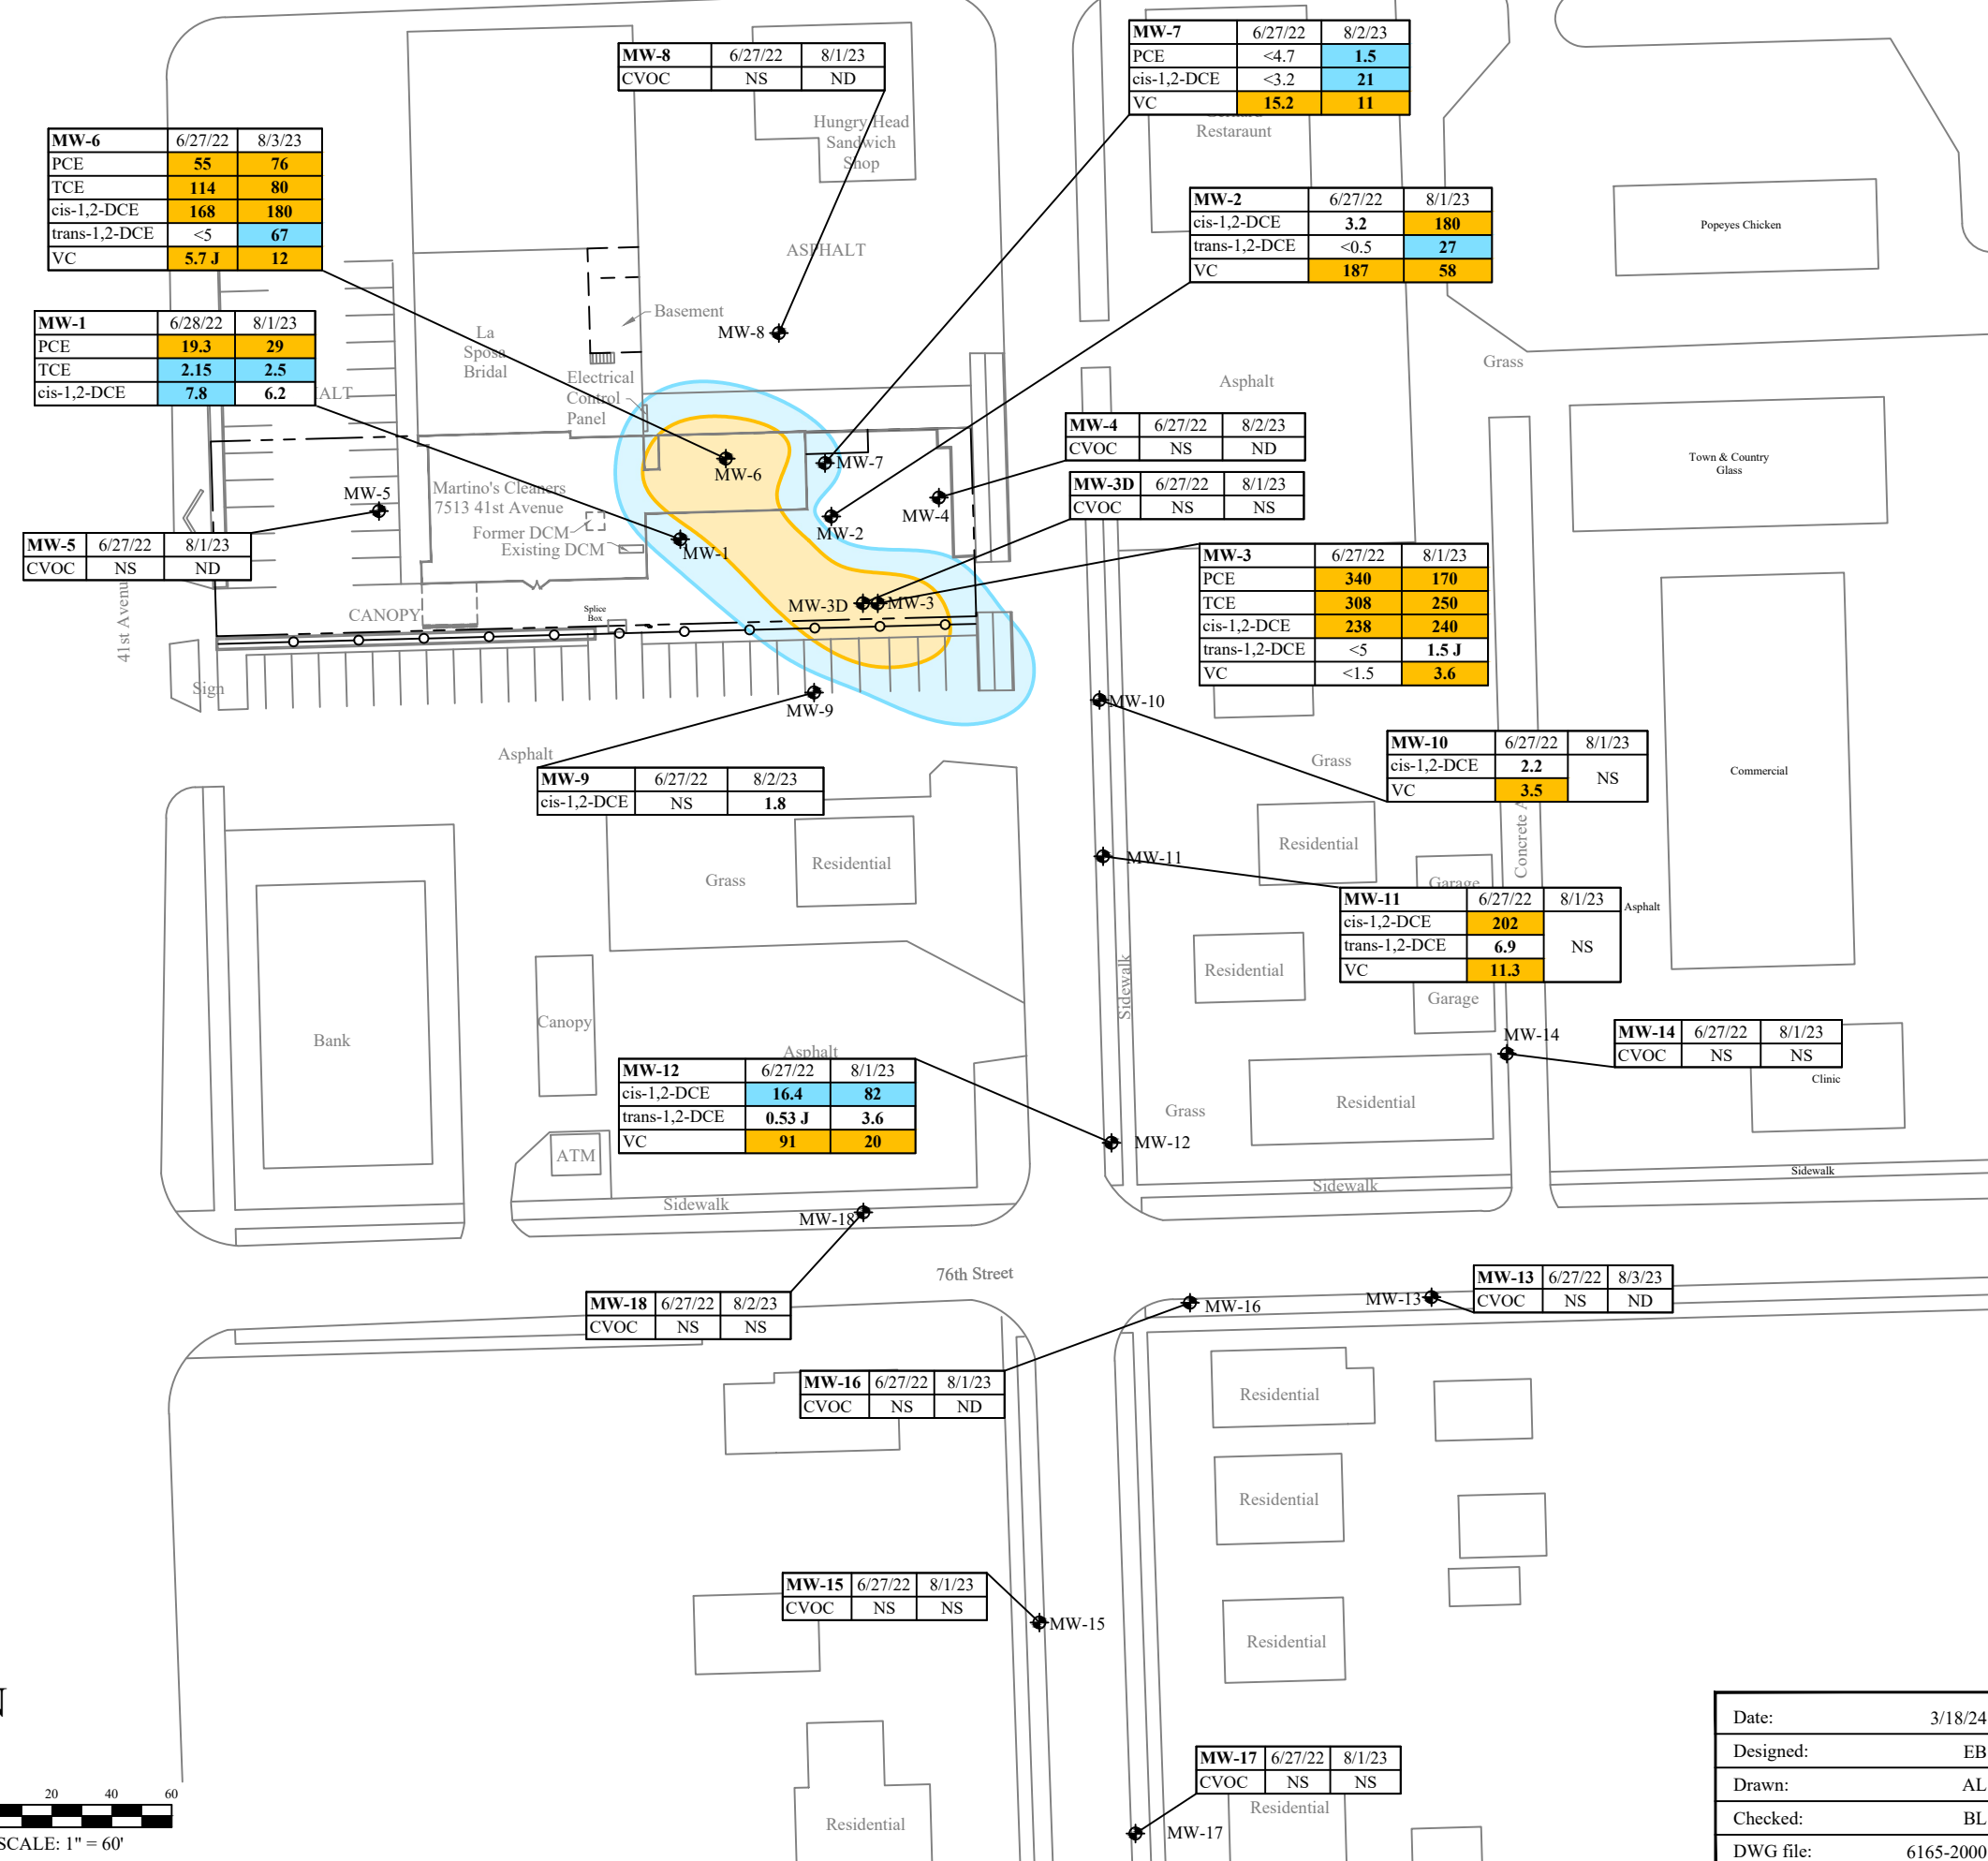 MW-7 6/27/22 8/2/23
PCE <4.7 1.5
cis-1,2-DCE <3.2 21
VC 15.2 11
MW-8 6/27/22 8/1/23
CVOC NS ND
Hungry Head
Sandwich
Shop
Restaraunt
MW-6 6/27/22 8/3/23
PCE 55 76
TCE 114 80
cis-1,2-DCE 168 180
trans-1,2-DCE <5 67
VC 5.7 J 12
MW-2 6/27/22 8/1/23
cis-1,2-DCE 3.2 180
trans-1,2-DCE <0.5 27
VC 187 58
Popeyes Chicken
ASPHALT
Basement
MW-8
MW-1 6/28/22 8/1/23
PCE 19.3 29
TCE 2.15 2.5
cis-1,2-DCE 7.8 6.2
ALT
La
Sposa
Bridal
Electrical
Control
Panel
Asphalt
Grass
MW-4 6/27/22 8/2/23
CVOC NS ND
MW-3D 6/27/22 8/1/23
CVOC NS NS
Town & Country
Glass
MW-7
MW-6
MW-5
Martino's Cleaners
7513 41st Avenue
Former DCM
Existing DCM
MW-1
MW-2
MW-4
MW-5 6/27/22 8/1/23
CVOC NS ND
MW-3 6/27/22 8/1/23
PCE 340 170
TCE 308 250
cis-1,2-DCE 238 240
trans-1,2-DCE <5 1.5 J
VC <1.5 3.6
41st Avenu
CANOPY
Splice
Box
MW-3D
MW-3
Sign
MW-9
MW-10
Asphalt
Grass
MW-10 6/27/22 8/1/23
cis-1,2-DCE 2.2 NS
VC 3.5
Commercial
MW-9 6/27/22 8/2/23
cis-1,2-DCE NS 1.8
Concrete A
Residential
Grass
MW-11
Residential
Garage
MW-11 6/27/22 8/1/23
cis-1,2-DCE 202 NS
trans-1,2-DCE 6.9
VC 11.3
Asphalt
Residential
Sidewalk
Garage
Bank
Canopy
Asphalt
MW-14
MW-14 6/27/22 8/1/23
CVOC NS NS
Clinic
MW-12 6/27/22 8/1/23
cis-1,2-DCE 16.4 82
trans-1,2-DCE 0.53 J 3.6
VC 91 20
Grass
Residential
MW-12
ATM
Sidewalk
Sidewalk
Sidewalk
MW-18
76th Street
MW-18 6/27/22 8/2/23
CVOC NS NS
MW-16
MW-13
MW-13 6/27/22 8/3/23
CVOC NS ND
MW-16 6/27/22 8/1/23
CVOC NS ND
Residential
Residential
MW-15 6/27/22 8/1/23
CVOC NS NS
MW-15
Residential
N
MW-17 6/27/22 8/1/23
CVOC NS NS
Residential
Residential
MW-17
20 40 60
SCALE: 1" = 60'
Date: 3/18/24
Designed: EB
Drawn: AL
Checked: BL
DWG file: 6165-2000